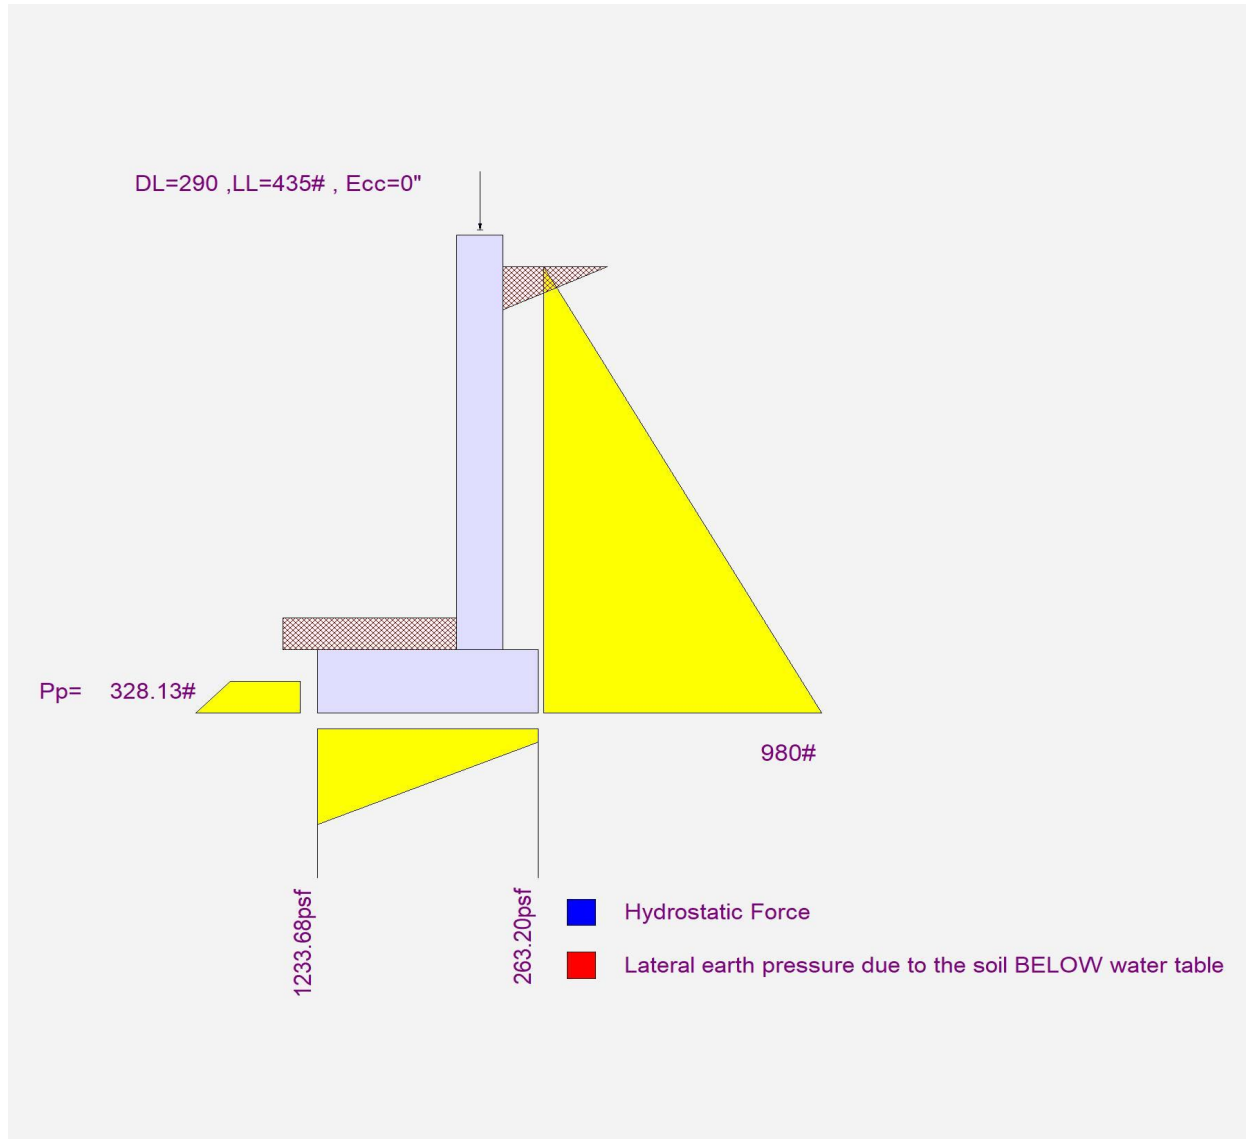 DL=290 ,LL=435# , Ecc=0"
Pp= 328.13#
980#
1233.68psf
263.20psf
Hydrostatic Force
Lateral earth pressure due to the soil BELOW water table